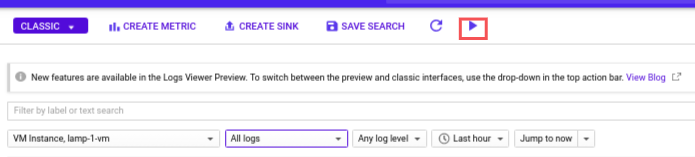 CLASSIC CREATE METRIC CREATE SINK SAVE SEARCH
New features are available in the Logs Viewer Preview. To switch between the preview and classic interfaces, use the drop-down in the top action bar. View Blog
Filter by label or text search
VM Instance, lamp-1-vm All logs Any log level Last hour Jump to now